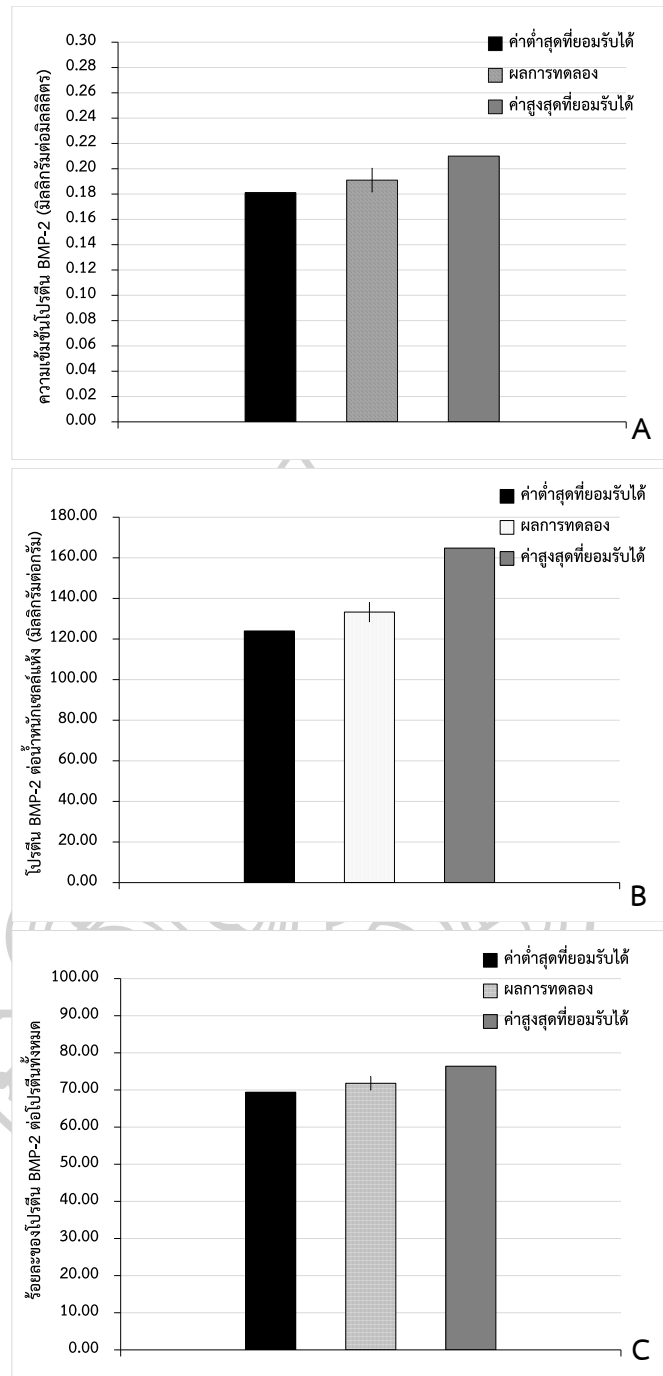 ความเข้มข้นโปรตีน BMP-2 (มิลลิกรัมต่อมิลลิลิตร)
0.30
0.28
0.26
0.24
0.22
0.20
0.18
0.16
0.14
0.12
0.10
0.08
0.06
0.04
0.02
0.00
ค่าต่ำสุดที่ยอมรับได้
ผลการทดลอง
ค่าสูงสุดที่ยอมรับได้
A
โปรตีน BMP-2 ต่อน้ำหนักเซลล์แห้ง (มิลลิกรัมต่อกรัม)
180.00
160.00
140.00
120.00
100.00
80.00
60.00
40.00
20.00
0.00
ค่าต่ำสุดที่ยอมรับได้
ผลการทดลอง
ค่าสูงสุดที่ยอมรับได้
B
ร้อยละของโปรตีน BMP-2 ต่อโปรตีนทั้งหมด
100.00
90.00
80.00
70.00
60.00
50.00
40.00
30.00
20.00
10.00
0.00
ค่าต่ำสุดที่ยอมรับได้
ผลการทดลอง
ค่าสูงสุดที่ยอมรับได้
C